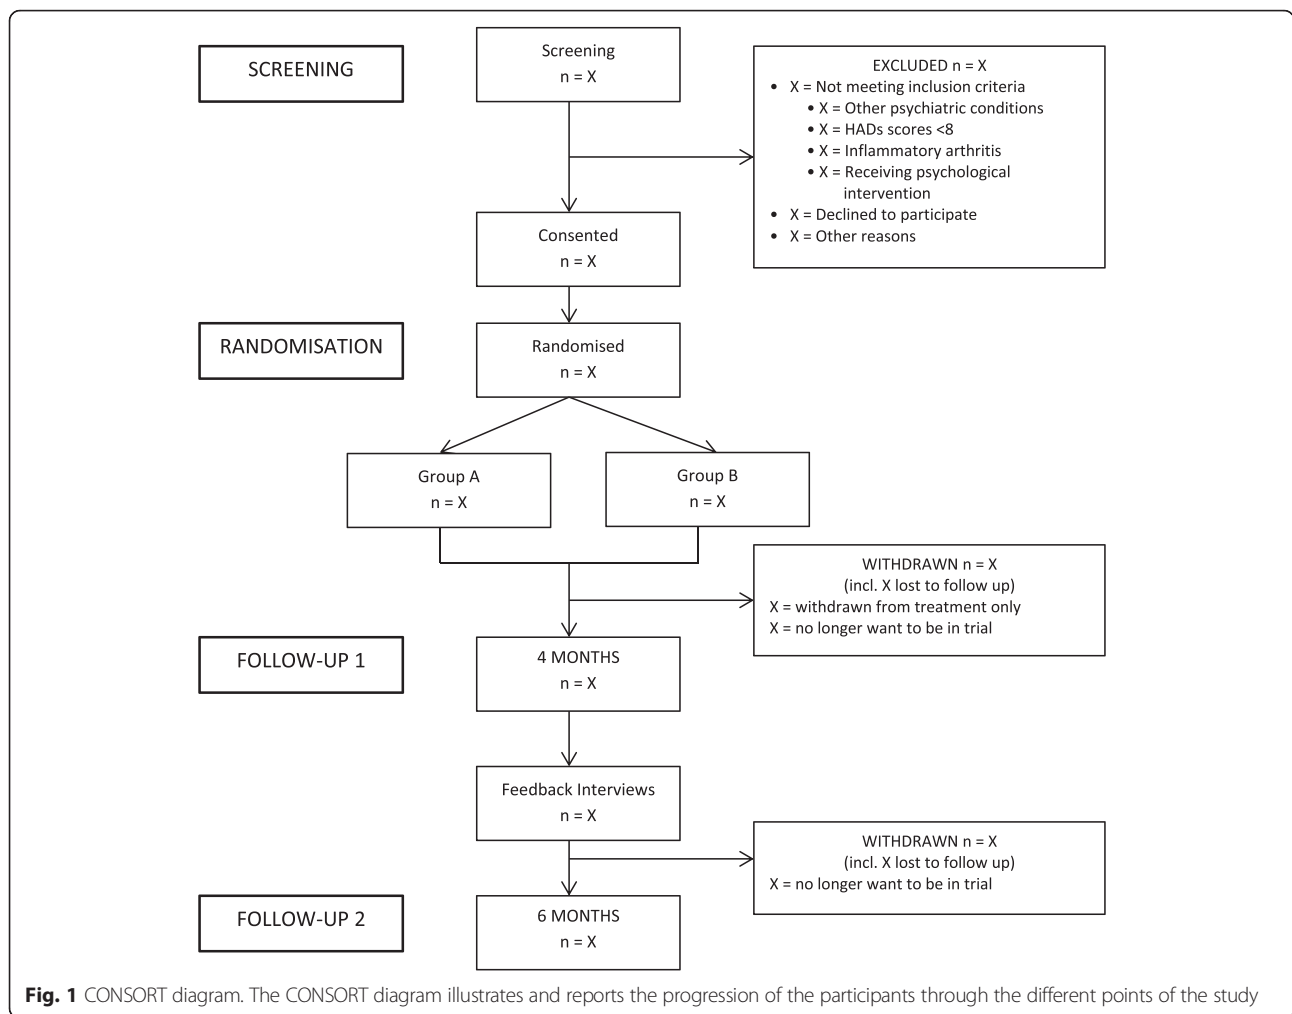 SCREENING
Screening
n = X
EXCLUDED n = X
• X = Not meeting inclusion criteria
• X = Other psychiatric conditions
• X = HADs scores <8
• X = Inflammatory arthritis
• X = Receiving psychological
intervention
• X = Declined to participate
• X = Other reasons
Consented
n = X
RANDOMISATION
Randomised
n = X
Group A
n = X
Group B
n = X
WITHDRAWN n = X
(incl. X lost to follow up)
X = withdrawn from treatment only
X = no longer want to be in trial
FOLLOW-UP 1
4 MONTHS
n = X
Feedback Interviews
n = X
WITHDRAWN n = X
(incl. X lost to follow up)
X = no longer want to be in trial
FOLLOW-UP 2
6 MONTHS
n = X
Fig. 1 CONSORT diagram. The CONSORT diagram illustrates and reports the progression of the participants through the different points of the study